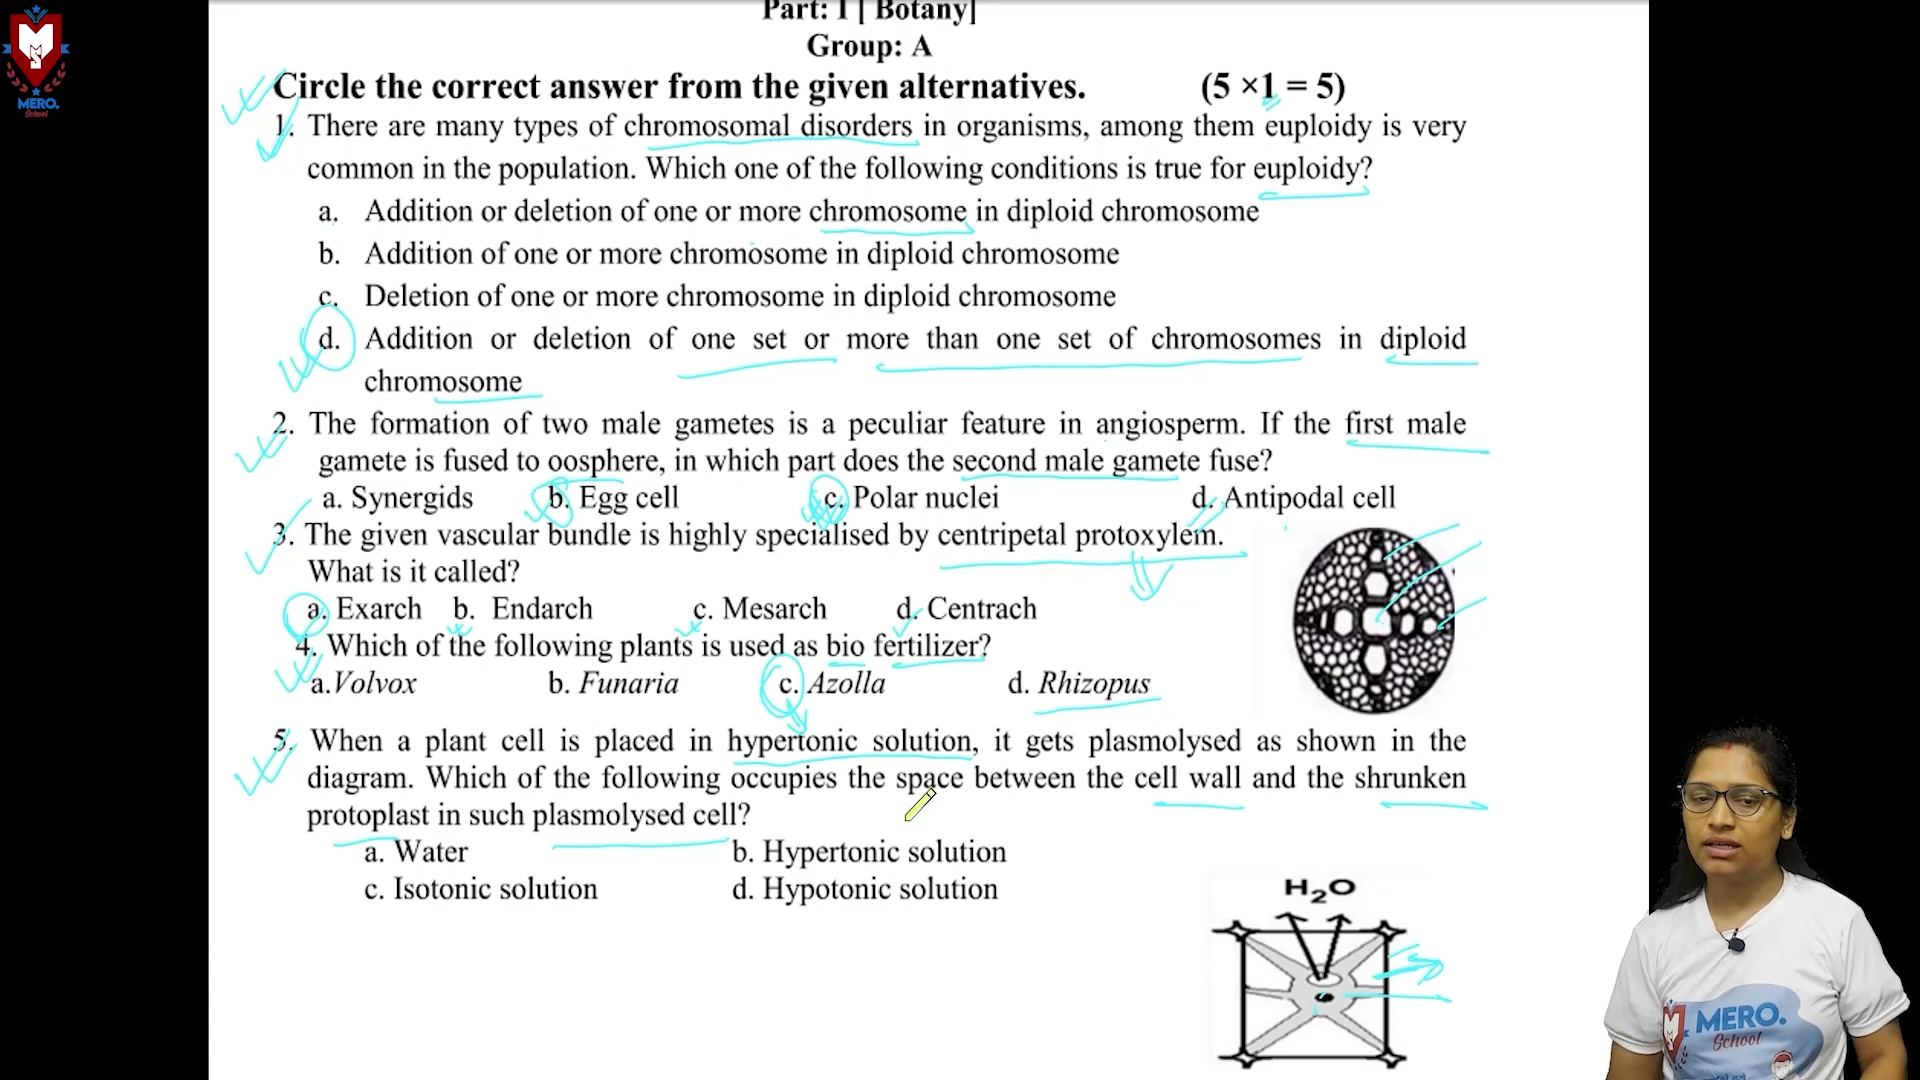 Part: I [ Botany]
Group: A
Circle the correct answer from the given alternatives. (5 ×1 = 5)
1. There are many types of chromosomal disorders in organisms, among them euploidy is very
common in the population. Which one of the following conditions is true for euploidy?
a. Addition or deletion of one or more chromosome in diploid chromosome
b. Addition of one or more chromosome in diploid chromosome
c. Deletion of one or more chromosome in diploid chromosome
d. Addition or deletion of one set or more than one set of chromosomes in diploid
chromosome
2. The formation of two male gametes is a peculiar feature in angiosperm. If the first male
gamete is fused to oosphere, in which part does the second male gamete fuse?
a. Synergids b. Egg cell c. Polar nuclei d. Antipodal cell
3. The given vascular bundle is highly specialised by centripetal protoxylem.
What is it called?
a. Exarch b. Endarch c. Mesarch d. Centrach
4. Which of the following plants is used as bio fertilizer?
a.Volvox b. Funaria c. Azolla d. Rhizopus
5. When a plant cell is placed in hypertonic solution, it gets plasmolysed as shown in the
diagram. Which of the following occupies the space between the cell wall and the shrunken
protoplast in such plasmolysed cell?
a. Water b. Hypertonic solution
c. Isotonic solution d. Hypotonic solution
H₂O
MERO.
School
MERO.
School